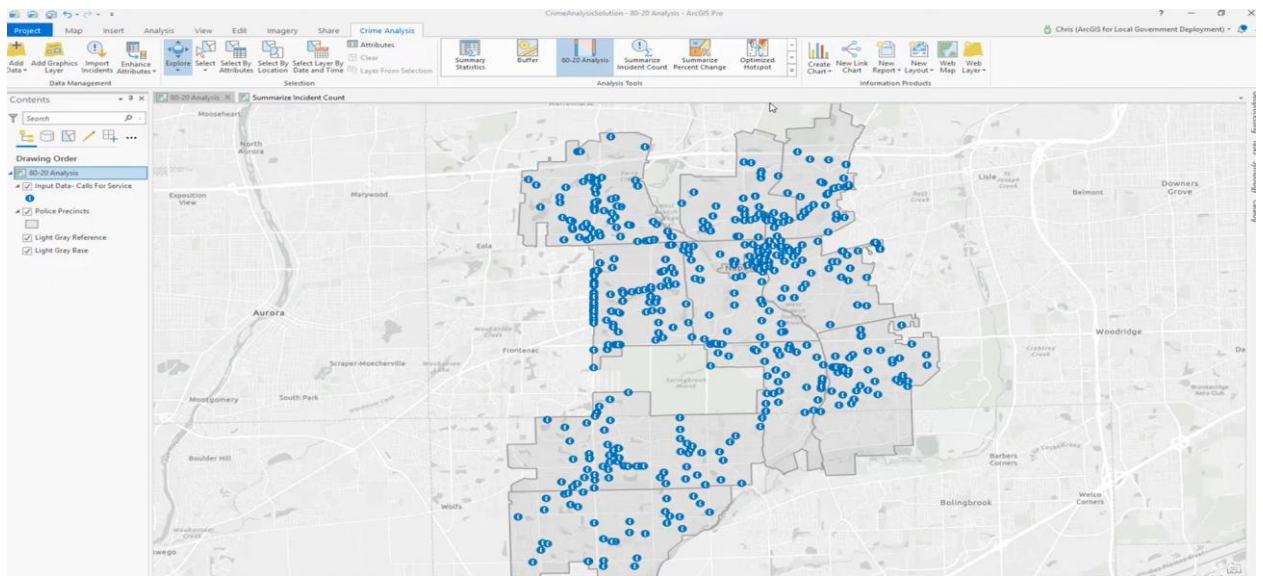 CrimeAnalysisSolution - 80-20 Analysis - ArcGIS Pro
Project Map Insert Analysis View Edit Imagery Share Crime Analysis
Chris (ArcGIS for Local Government Deployment)
Add Data
Add Graphics Layer
Import Incidents
Enhance Attributes
Data Management
Explore
Select
Select By Attributes
Select By Location
Select Layer By Date and Time
Attributes
Clear
Layer From Selection
Selection
Summary Statistics
Buffer
80-20 Analysis
Summarize Incident Count
Summarize Percent Change
Optimized Hotspot
Analysis Tools
Create Chart
New Link Chart
New Report
New Layout
Web Map
Web Layer
Information Products
Contents
80-20 Analysis
Summarize Incident Count
Search
Drawing Order
80-20 Analysis
Input Data- Calls For Service
Police Precincts
Light Gray Reference
Light Gray Base
Mooseheart
North Aurora
Exposition View
Marywood
Eola
Aurora
Frontenac
Scraper-Moecherville
Montgomery
South Park
Boulder Hill
Wolfs
Springbrook
Lisle
Belmont
Downers Grove
Woodridge
Barbers Corners
Bolingbrook
Welco Corners